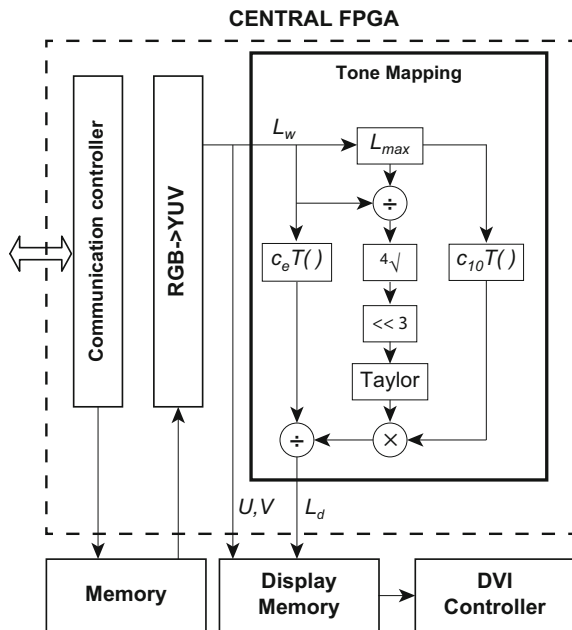 CENTRAL FPGA
Communication controller
RGB->YUV
Tone Mapping
L_w
L_max
÷
c_eT( )
4√
c_10T( )
<< 3
Taylor
÷
×
U,V
L_d
Memory
Display
Memory
DVI
Controller